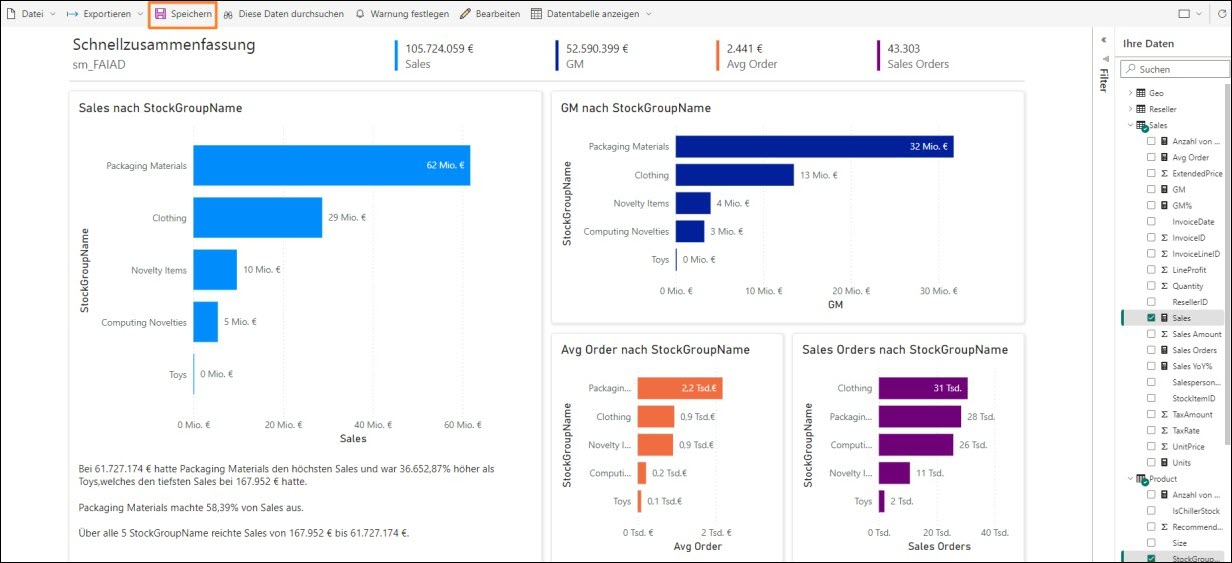 Datei Exportieren Speichern Diese Daten durchsuchen Warnung festlegen Bearbeiten Datentabelle anzeigen
Schnellzusammenfassung
sm_FAIAD
105.724.059 €
Sales
52.590.399 €
GM
2.441 €
Avg Order
43.303
Sales Orders
Sales nach StockGroupName
StockGroupName
Packaging Materials 62 Mio. €
Clothing 29 Mio. €
Novelty Items 10 Mio. €
Computing Novelties 5 Mio. €
Toys 0 Mio. €
0 Mio. € 20 Mio. € 40 Mio. € 60 Mio. €
Sales
Bei 61.727.174 € hatte Packaging Materials den höchsten Sales und war 36.652,87% höher als
Toys,welches den tiefsten Sales bei 167.952 € hatte.
Packaging Materials machte 58,39% von Sales aus.
Über alle 5 StockGroupName reichte Sales von 167.952 € bis 61.727.174 €.
GM nach StockGroupName
StockGroupName
Packaging Materials 32 Mio. €
Clothing 13 Mio. €
Novelty Items 4 Mio. €
Computing Novelties 3 Mio. €
Toys 0 Mio. €
0 Mio. € 10 Mio. € 20 Mio. € 30 Mio. €
GM
Avg Order nach StockGroupName
StockGroupName
Packagin... 2,2 Tsd.€
Clothing 0,9 Tsd.€
Novelty I... 0,9 Tsd.€
Computi... 0,2 Tsd.€
Toys 0,1 Tsd.€
0 Tsd. € 2 Tsd. €
Avg Order
Sales Orders nach StockGroupName
StockGroupName
Clothing 31 Tsd.
Packagin... 28 Tsd.
Computi... 26 Tsd.
Novelty I... 11 Tsd.
Toys 2 Tsd.
0 Tsd. 20 Tsd. 40 Tsd.
Sales Orders
Filter
Ihre Daten
Suchen
Geo
Reseller
Sales
Anzahl von ...
Avg Order
ExtendedPrice
GM
GM%
InvoiceDate
InvoiceID
InvoiceLineID
LineProfit
Quantity
ResellerID
Sales
Sales Amount
Sales Orders
Sales YoY%
Salesperson...
StockItemID
TaxAmount
TaxRate
UnitPrice
Units
Product
Anzahl von ...
IsChillerStock
Recommend...
Size
StockGroup...